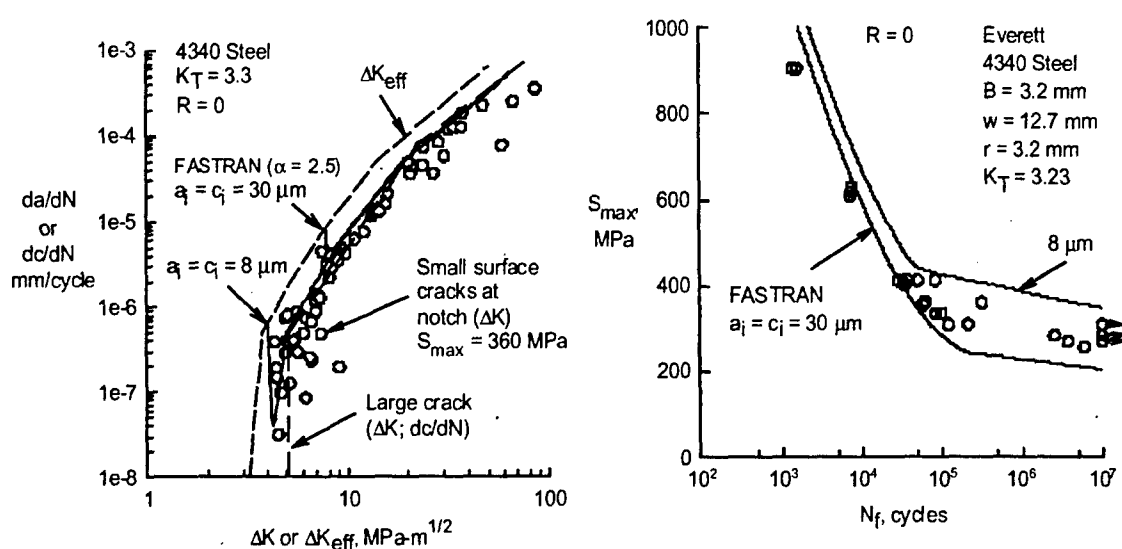 1e-3
1e-4
1e-5
1e-6
1e-7
1e-8
da/dN
or
dc/dN
mm/cycle
4340 Steel
K_T = 3.3
R = 0
ΔK_eff
FASTRAN (α = 2.5)
a_i = c_i = 30 μm
a_i = c_i = 8 μm
Small surface
cracks at
notch (ΔK)
S_max = 360 MPa
Large crack
(ΔK; dc/dN)
1 10 100
ΔK or ΔK_eff, MPa-m^1/2
1000
800
600
400
200
0
S_max,
MPa
R = 0
Everett
4340 Steel
B = 3.2 mm
w = 12.7 mm
r = 3.2 mm
K_T = 3.23
8 μm
FASTRAN
a_i = c_i = 30 μm
10^2 10^3 10^4 10^5 10^6 10^7
N_f, cycles